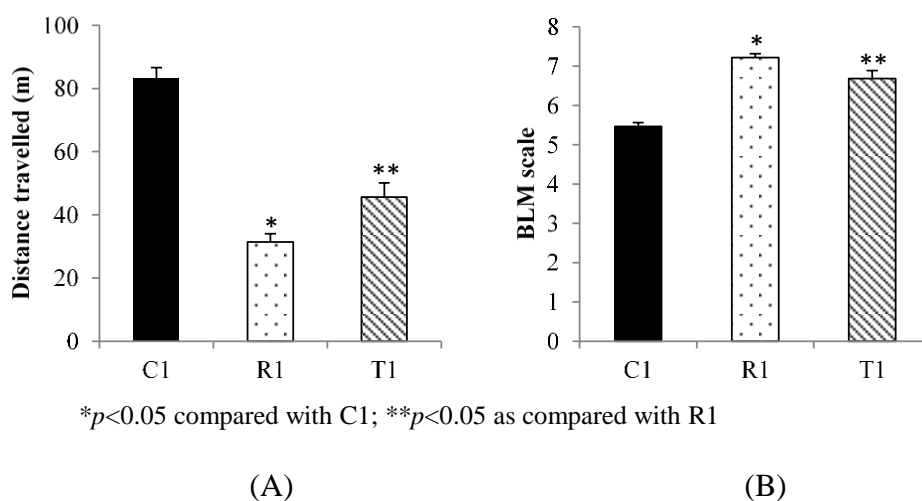 Distance travelled (m)
100
80
60
40
20
0
*
**
C1
R1
T1
BLM scale
8
7
6
5
4
3
2
1
0
*
**
C1
R1
T1
*p<0.05 compared with C1; **p<0.05 as compared with R1
(A)
(B)